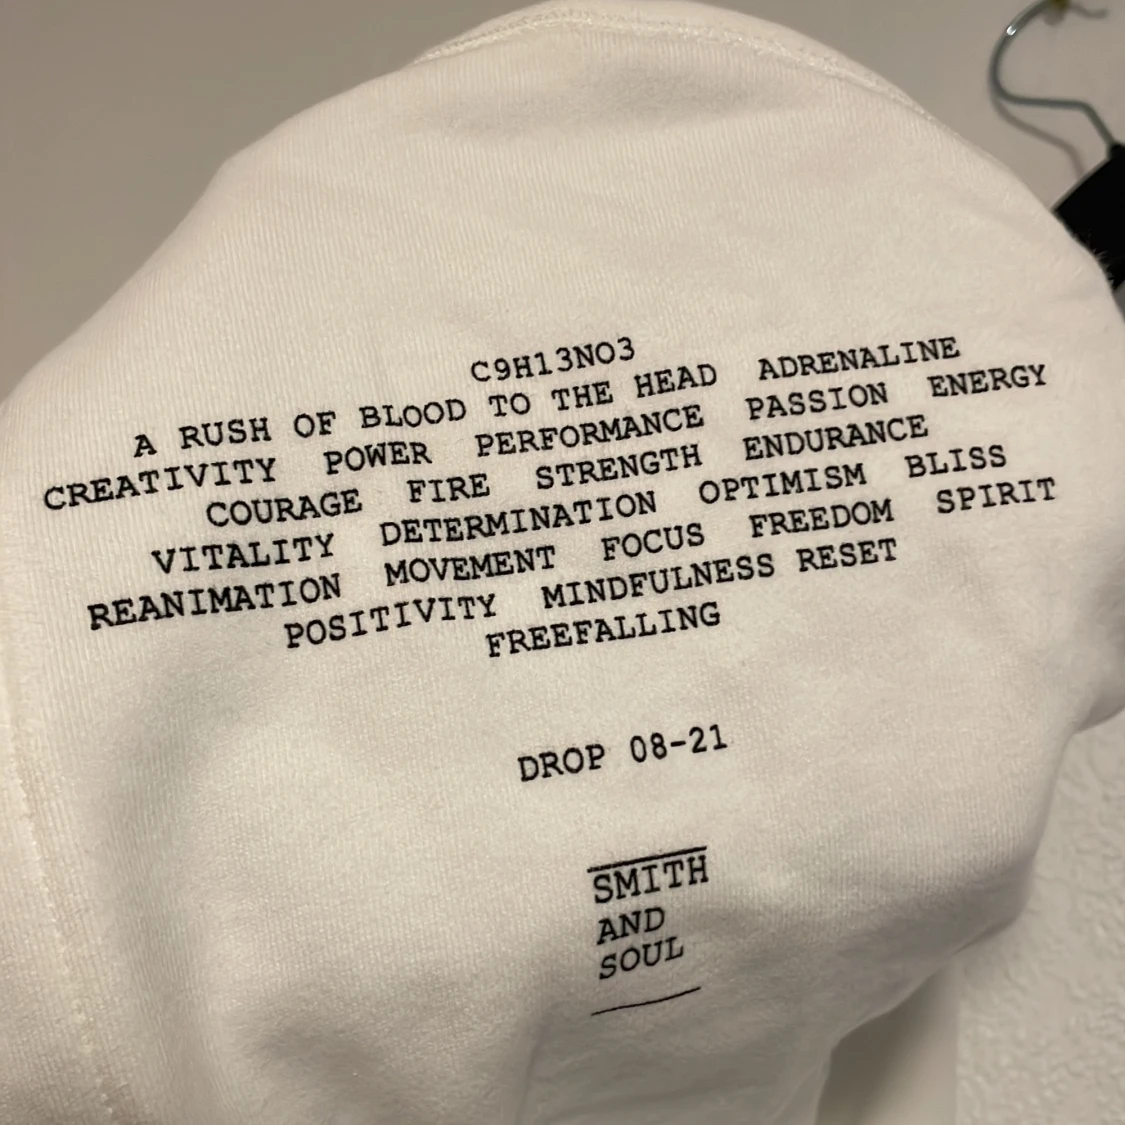 C9H13NO3
A RUSH OF BLOOD TO THE HEAD ADRENALINE
CREATIVITY POWER PERFORMANCE PASSION ENERGY
COURAGE FIRE STRENGTH ENDURANCE
VITALITY DETERMINATION OPTIMISM BLISS
REANIMATION MOVEMENT FOCUS FREEDOM SPIRIT
POSITIVITY MINDFULNESS RESET
FREEFALLING
DROP 08-21
SMITH
AND
SOUL